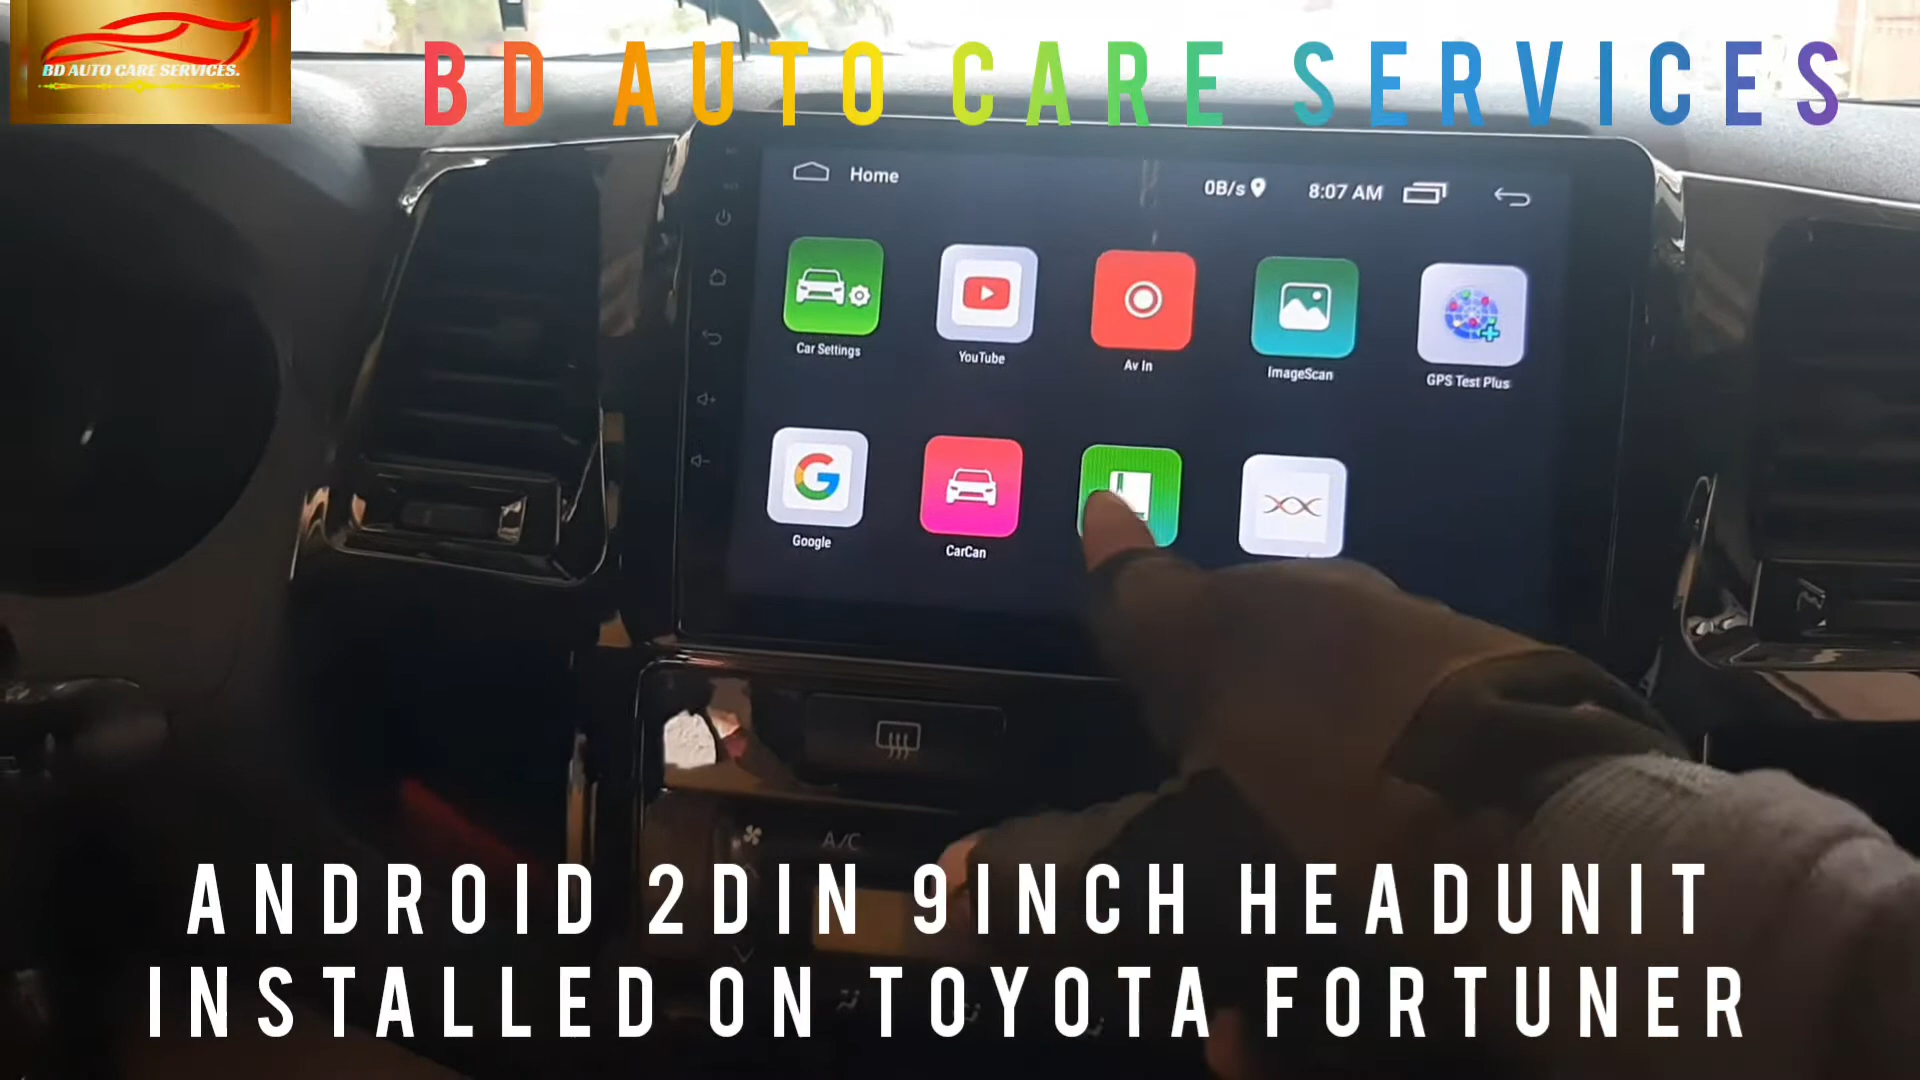 BD AUTO CARE SERVICES.
BD AUTO CARE SERVICES
Home
0B/s
8:07 AM
Car Settings
YouTube
Av In
ImageScan
GPS Test Plus
Google
CarCan
A/C
ANDROID 2DIN 9INCH HEADUNIT
INSTALLED ON TOYOTA FORTUNER